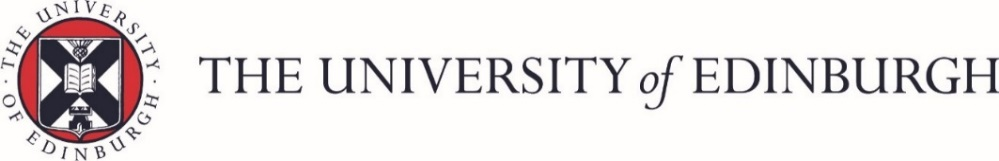 THE UNIVERSITY OF EDINBURGH
THE UNIVERSITY of EDINBURGH